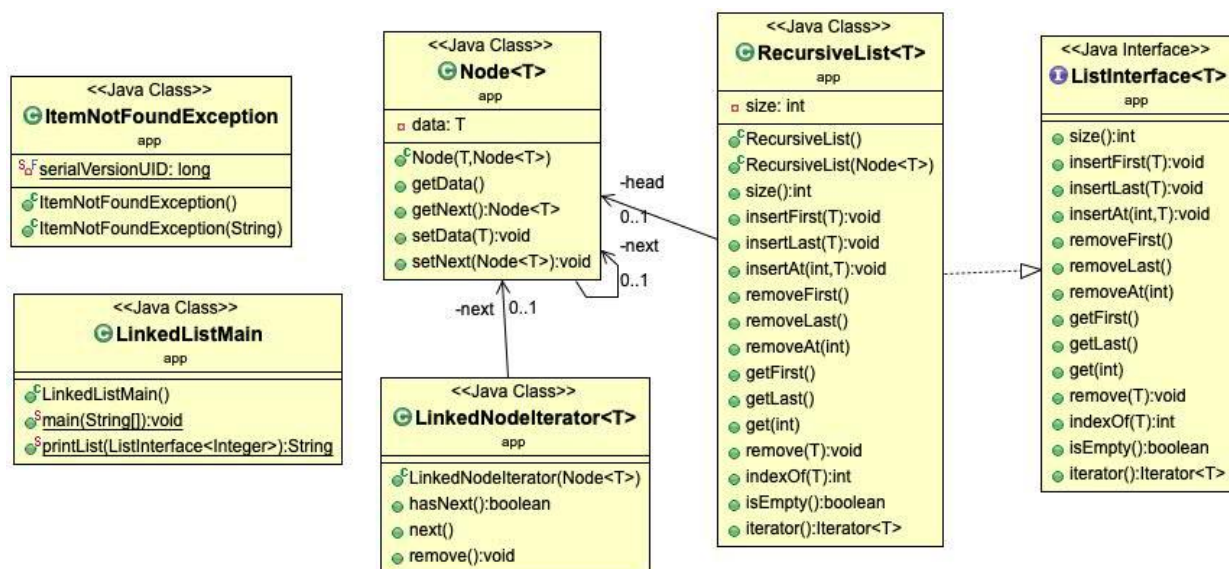 <<Java Class>>
ItemNotFoundException
app
serialVersionUID: long
ItemNotFoundException()
ItemNotFoundException(String)
<<Java Class>>
LinkedListMain
app
LinkedListMain()
main(String[]):void
printList(ListInterface<Integer>):String
<<Java Class>>
Node<T>
app
data: T
Node(T,Node<T>)
getData()
getNext():Node<T>
setData(T):void
setNext(Node<T>):void
-head
0..1
-next
0..1
-next
0..1
<<Java Class>>
LinkedNodeIterator<T>
app
LinkedNodeIterator(Node<T>)
hasNext():boolean
next()
remove():void
<<Java Class>>
RecursiveList<T>
app
size: int
RecursiveList()
RecursiveList(Node<T>)
size():int
insertFirst(T):void
insertLast(T):void
insertAt(int,T):void
removeFirst()
removeLast()
removeAt(int)
getFirst()
getLast()
get(int)
remove(T):void
indexOf(T):int
isEmpty():boolean
iterator():Iterator<T>
<<Java Interface>>
ListInterface<T>
app
size():int
insertFirst(T):void
insertLast(T):void
insertAt(int,T):void
removeFirst()
removeLast()
removeAt(int)
getFirst()
getLast()
get(int)
remove(T):void
indexOf(T):int
isEmpty():boolean
iterator():Iterator<T>